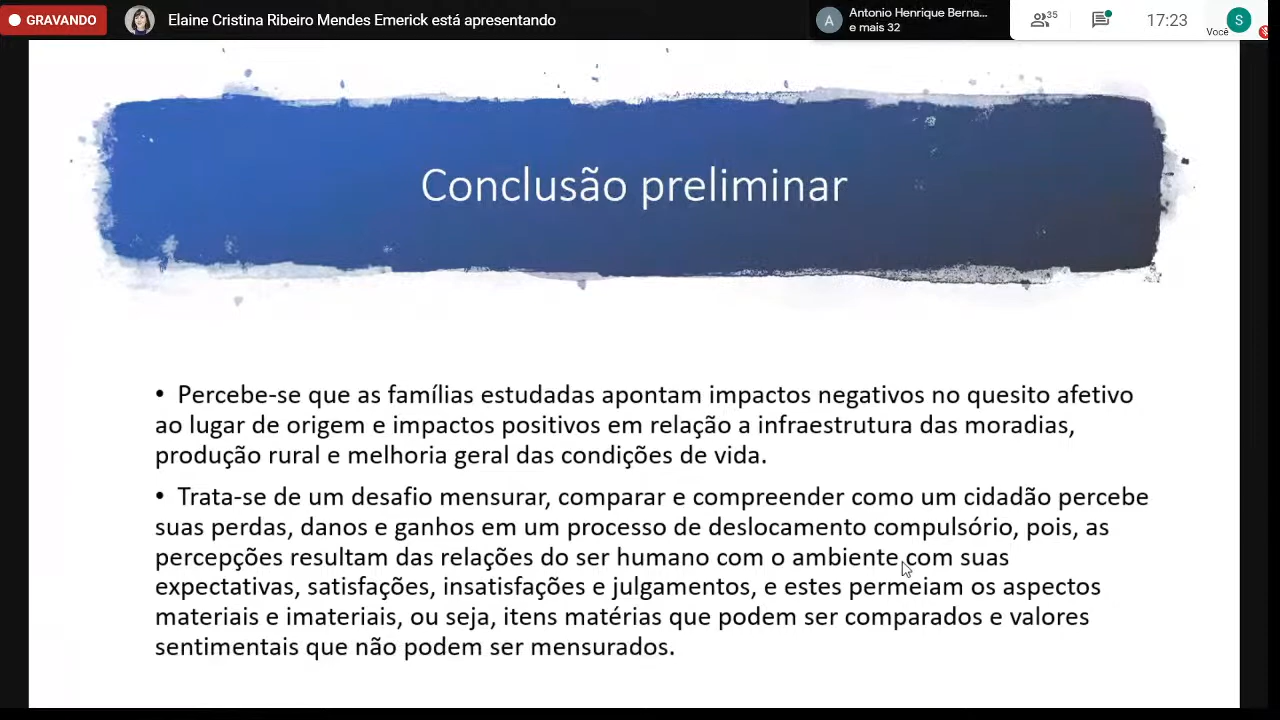 GRAVANDO
Elaine Cristina Ribeiro Mendes Emerick está apresentando
A
Antonio Henrique Berna...
e mais 32
35
17:23
Você
S
Conclusão preliminar
• Percebe-se que as famílias estudadas apontam impactos negativos no quesito afetivo
ao lugar de origem e impactos positivos em relação a infraestrutura das moradias,
produção rural e melhoria geral das condições de vida.
• Trata-se de um desafio mensurar, comparar e compreender como um cidadão percebe
suas perdas, danos e ganhos em um processo de deslocamento compulsório, pois, as
percepções resultam das relações do ser humano com o ambiente com suas
expectativas, satisfações, insatisfações e julgamentos, e estes permeiam os aspectos
materiais e imateriais, ou seja, itens matérias que podem ser comparados e valores
sentimentais que não podem ser mensurados.